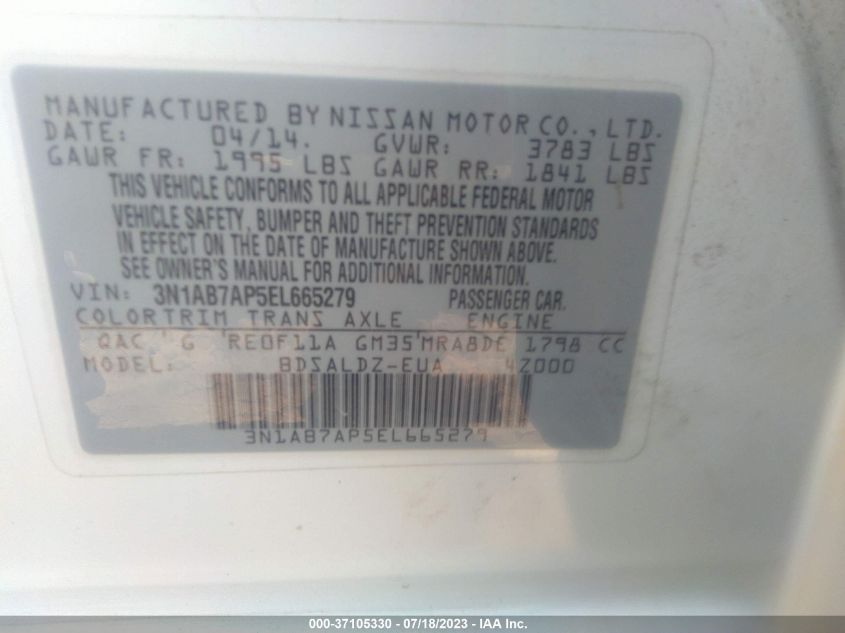 MANUFACTURED BY NISSAN MOTOR CO., LTD.
DATE: 04/14. GVWR: 3783 LBS
GAWR FR: 1995 LBS GAWR RR: 1841 LBS
THIS VEHICLE CONFORMS TO ALL APPLICABLE FEDERAL MOTOR
VEHICLE SAFETY, BUMPER AND THEFT PREVENTION STANDARDS
IN EFFECT ON THE DATE OF MANUFACTURE SHOWN ABOVE.
SEE OWNER'S MANUAL FOR ADDITIONAL INFORMATION.
VIN: 3N1AB7AP5EL665279 PASSENGER CAR.
COLOR TRIM TRANS AXLE ENGINE
QAC G RE0F11A GM35 MRA8DE 1798 CC
MODEL: BDSALDZ-EUA 4Z000
3N1AB7AP5EL665279
000-37105330 - 07/18/2023 - IAA Inc.